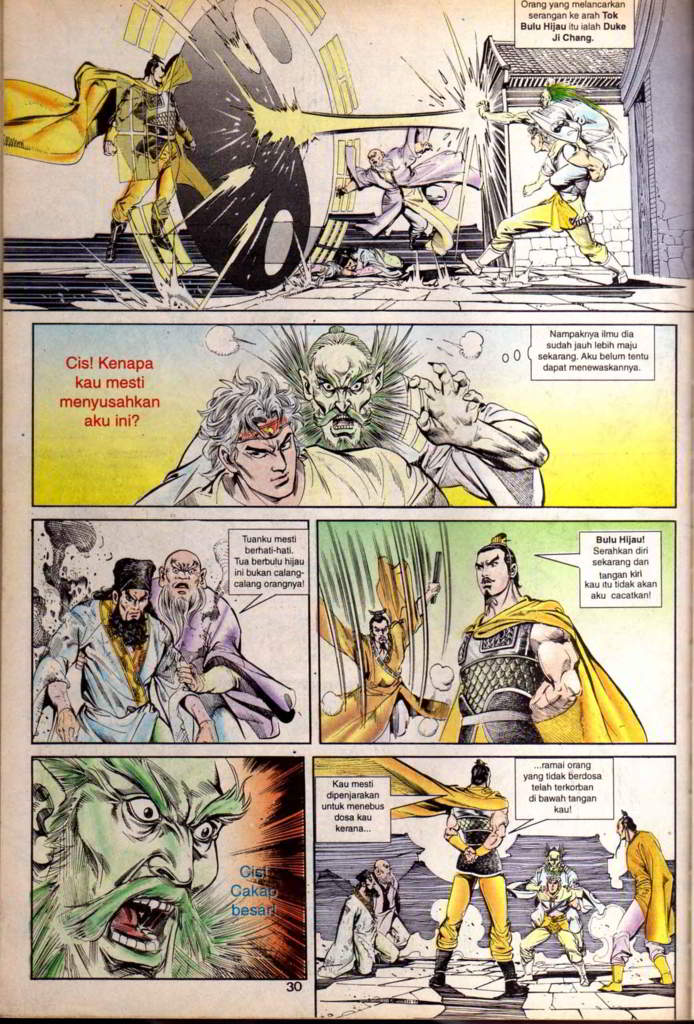 Orang yang melancarkan
serangan ke arah Tok
Bulu Hijau itu ialah Duke
Ji Chang.
Cis! Kenapa
kau mesti
menyusahkan
aku ini?
Nampaknya ilmu dia
sudah jauh lebih maju
sekarang. Aku belum tentu
dapat menewaskannya.
Tuanku mesti
berhati-hati.
Tua berbulu hijau
ini bukan calang-
calang orangnya!
Bulu Hijau!
Serahkan diri
sekarang dan
tangan kiri
kau itu tidak akan
aku cacatkan!
Cis!
Cakap
besar!
Kau mesti
dipenjarakan
untuk menebus
dosa kau
kerana...
...ramai orang
yang tidak berdosa
telah terkorban
di bawah tangan
kau!
30